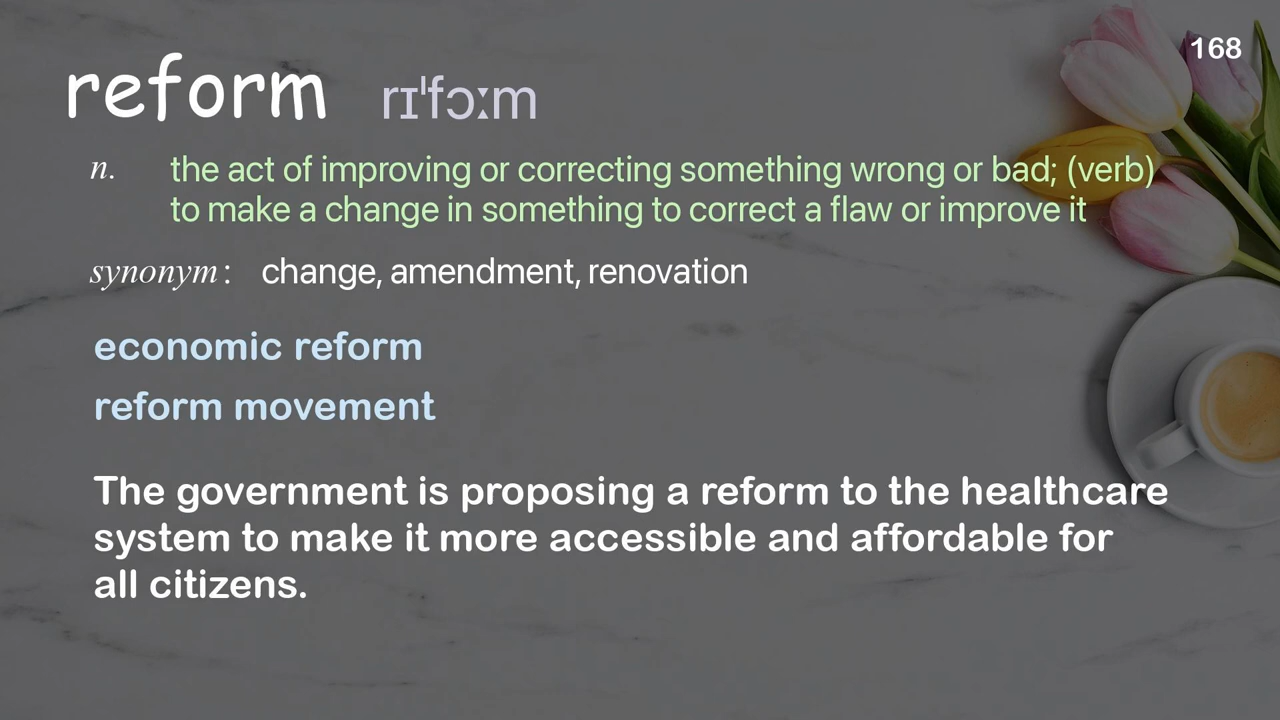 168
reform rɪˈfɔːm
n. the act of improving or correcting something wrong or bad; (verb)
to make a change in something to correct a flaw or improve it
synonym: change, amendment, renovation
economic reform
reform movement
The government is proposing a reform to the healthcare
system to make it more accessible and affordable for
all citizens.